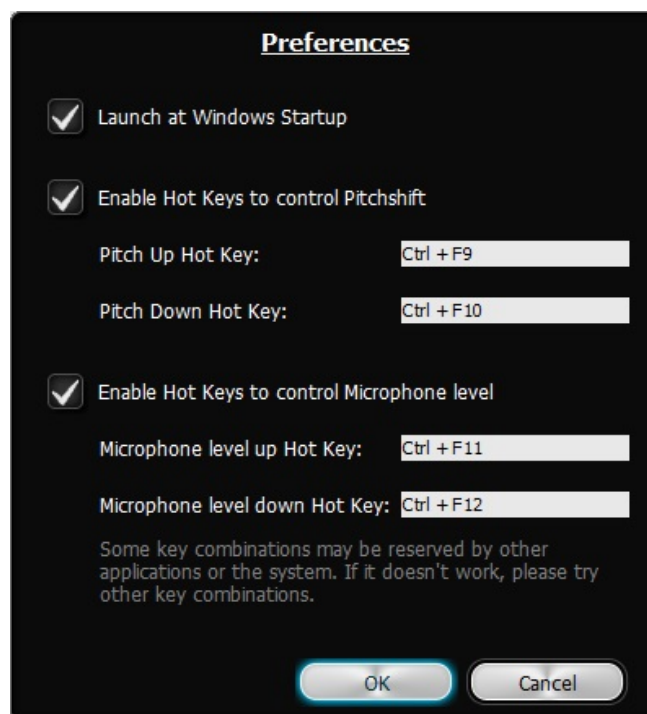 Preferences
Launch at Windows Startup
Enable Hot Keys to control Pitchshift
Pitch Up Hot Key: Ctrl + F9
Pitch Down Hot Key: Ctrl + F10
Enable Hot Keys to control Microphone level
Microphone level up Hot Key: Ctrl + F11
Microphone level down Hot Key: Ctrl + F12
Some key combinations may be reserved by other
applications or the system. If it doesn't work, please try
other key combinations.
OK Cancel